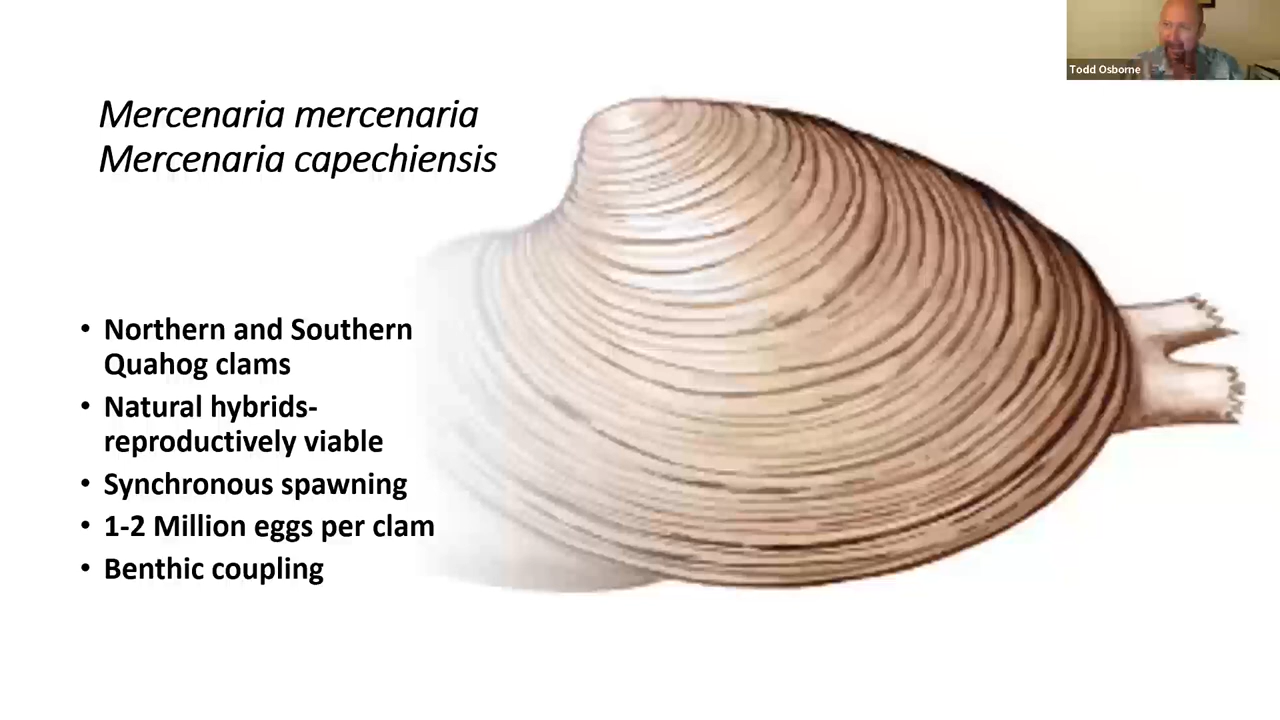 Todd Osborne
Mercenaria mercenaria
Mercenaria capechiensis
• Northern and Southern
Quahog clams
• Natural hybrids-
reproductively viable
• Synchronous spawning
• 1-2 Million eggs per clam
• Benthic coupling